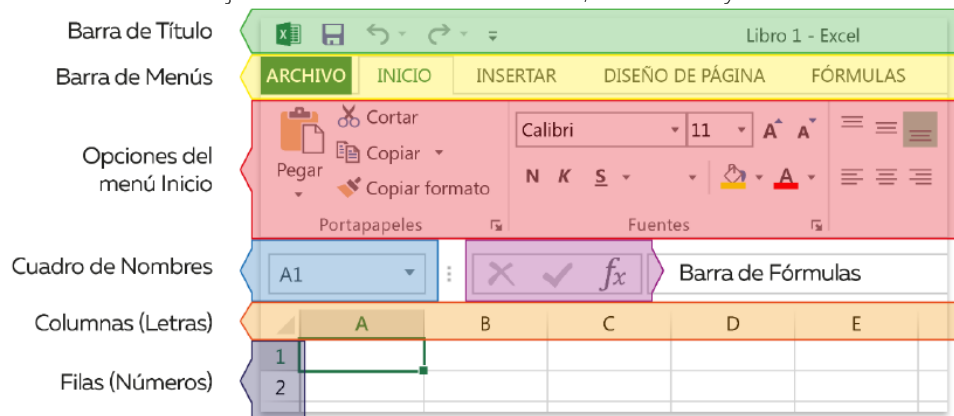 Barra de Título
Libro 1 - Excel
Barra de Menús
ARCHIVO INICIO INSERTAR DISEÑO DE PÁGINA FÓRMULAS
Opciones del
menú Inicio
Pegar
Cortar
Copiar
Copiar formato
Portapapeles
Calibri 11 A A
N K S A
Fuentes
Cuadro de Nombres
A1
fx
Barra de Fórmulas
Columnas (Letras)
A B C D E
Filas (Números)
1
2